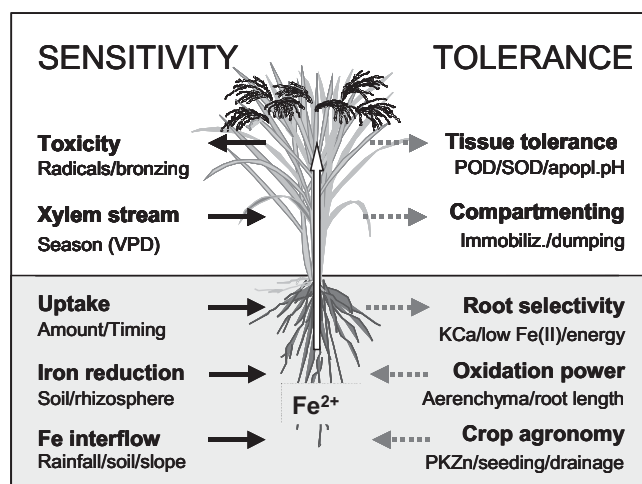 SENSITIVITY
TOLERANCE
Toxicity
Radicals/bronzing
Tissue tolerance
POD/SOD/apopl.pH
Xylem stream
Season (VPD)
Compartmenting
Immobiliz./dumping
Uptake
Amount/Timing
Root selectivity
KCa/low Fe(II)/energy
Iron reduction
Soil/rhizosphere
Oxidation power
Aerenchyma/root length
Fe²⁺
Fe interflow
Rainfall/soil/slope
Crop agronomy
PKZn/seeding/drainage